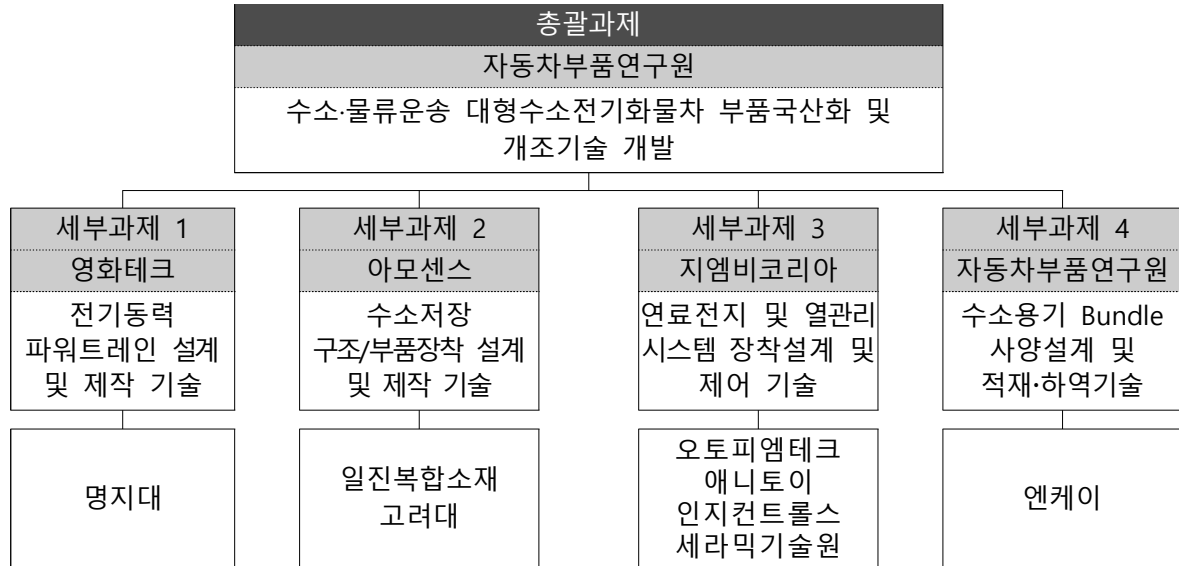 총괄과제
자동차부품연구원
수소·물류운송 대형수소전기화물차 부품국산화 및
개조기술 개발
세부과제 1
영화테크
전기동력
파워트레인 설계
및 제작 기술
명지대
세부과제 2
아모센스
수소저장
구조/부품장착 설계
및 제작 기술
일진복합소재
고려대
세부과제 3
지엠비코리아
연료전지 및 열관리
시스템 장착설계 및
제어 기술
오토피엠테크
애니토이
인지컨트롤스
세라믹기술원
세부과제 4
자동차부품연구원
수소용기 Bundle
사양설계 및
적재·하역기술
엔케이